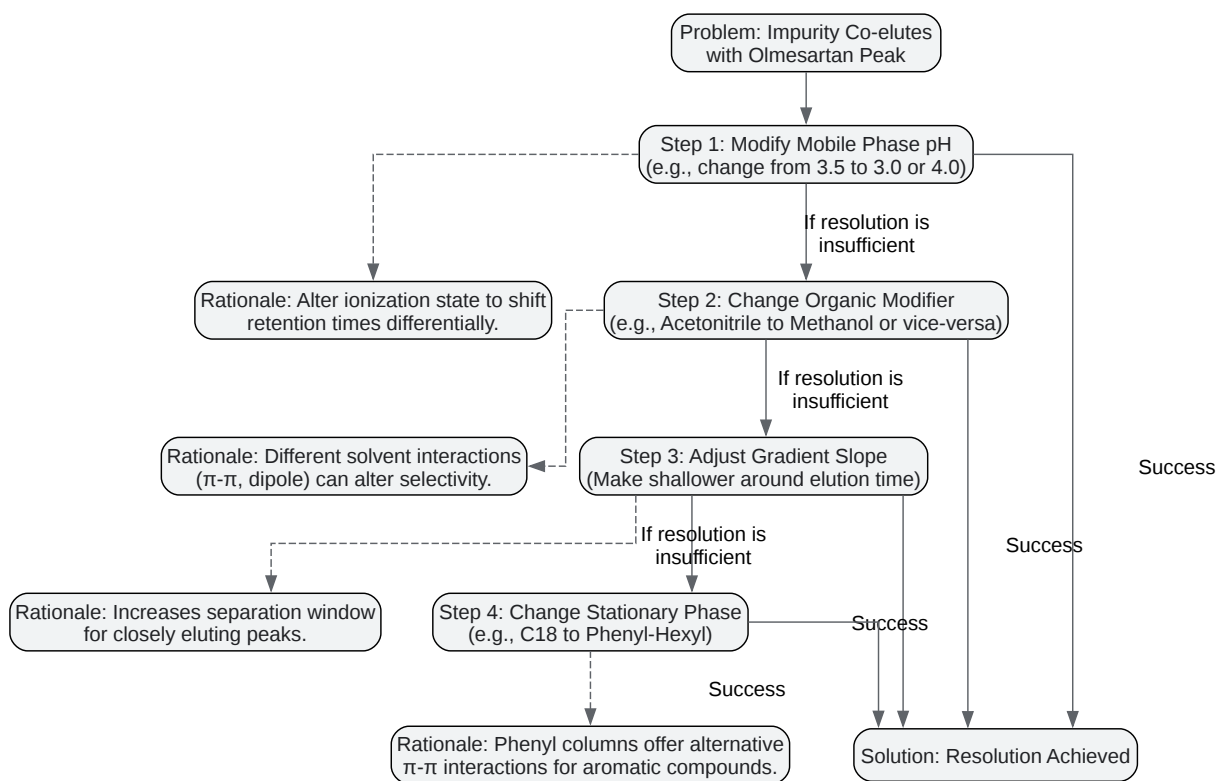 Problem: Impurity Co-elutes
with Olmesartan Peak
Step 1: Modify Mobile Phase pH
(e.g., change from 3.5 to 3.0 or 4.0)
If resolution is
insufficient
Rationale: Alter ionization state to shift
retention times differentially.
Step 2: Change Organic Modifier
(e.g., Acetonitrile to Methanol or vice-versa)
If resolution is
insufficient
Rationale: Different solvent interactions
(π-π, dipole) can alter selectivity.
Step 3: Adjust Gradient Slope
(Make shallower around elution time)
Success
If resolution is
insufficient
Success
Rationale: Increases separation window
for closely eluting peaks.
Step 4: Change Stationary Phase
(e.g., C18 to Phenyl-Hexyl)
Success
Success
Rationale: Phenyl columns offer alternative
π-π interactions for aromatic compounds.
Solution: Resolution Achieved